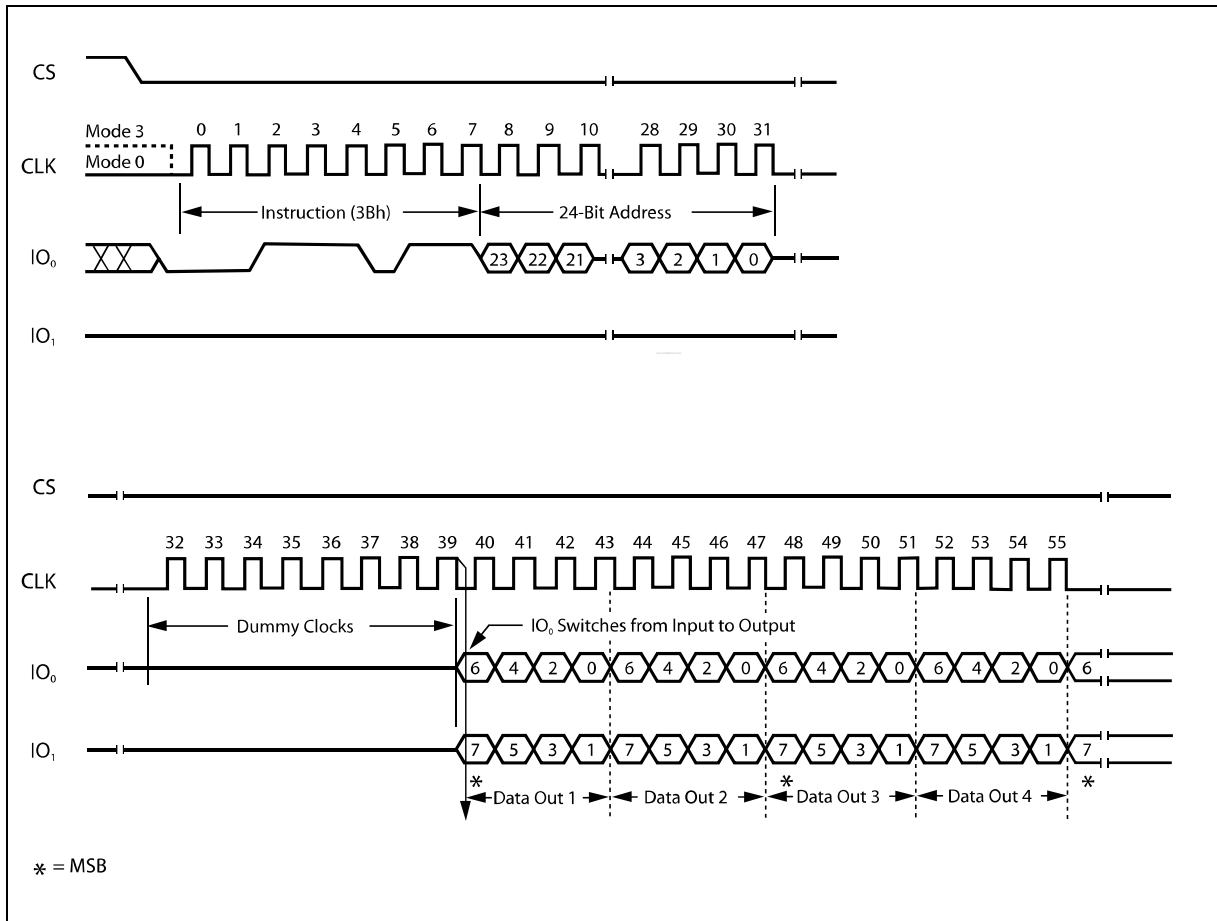 CS
Mode 3
0 1 2 3 4 5 6 7 8 9 10 28 29 30 31
CLK
Mode 0
Instruction (3Bh) 24-Bit Address
IO₀ 23 22 21 3 2 1 0
IO₁
CS
32 33 34 35 36 37 38 39 40 41 42 43 44 45 46 47 48 49 50 51 52 53 54 55
CLK
Dummy Clocks IO₀ Switches from Input to Output
IO₀ 6 4 2 0 6 4 2 0 6 4 2 0 6 4 2 0 6
IO₁ 7 5 3 1 7 5 3 1 7 5 3 1 7 5 3 1 7
* * *
Data Out 1 Data Out 2 Data Out 3 Data Out 4
* = MSB